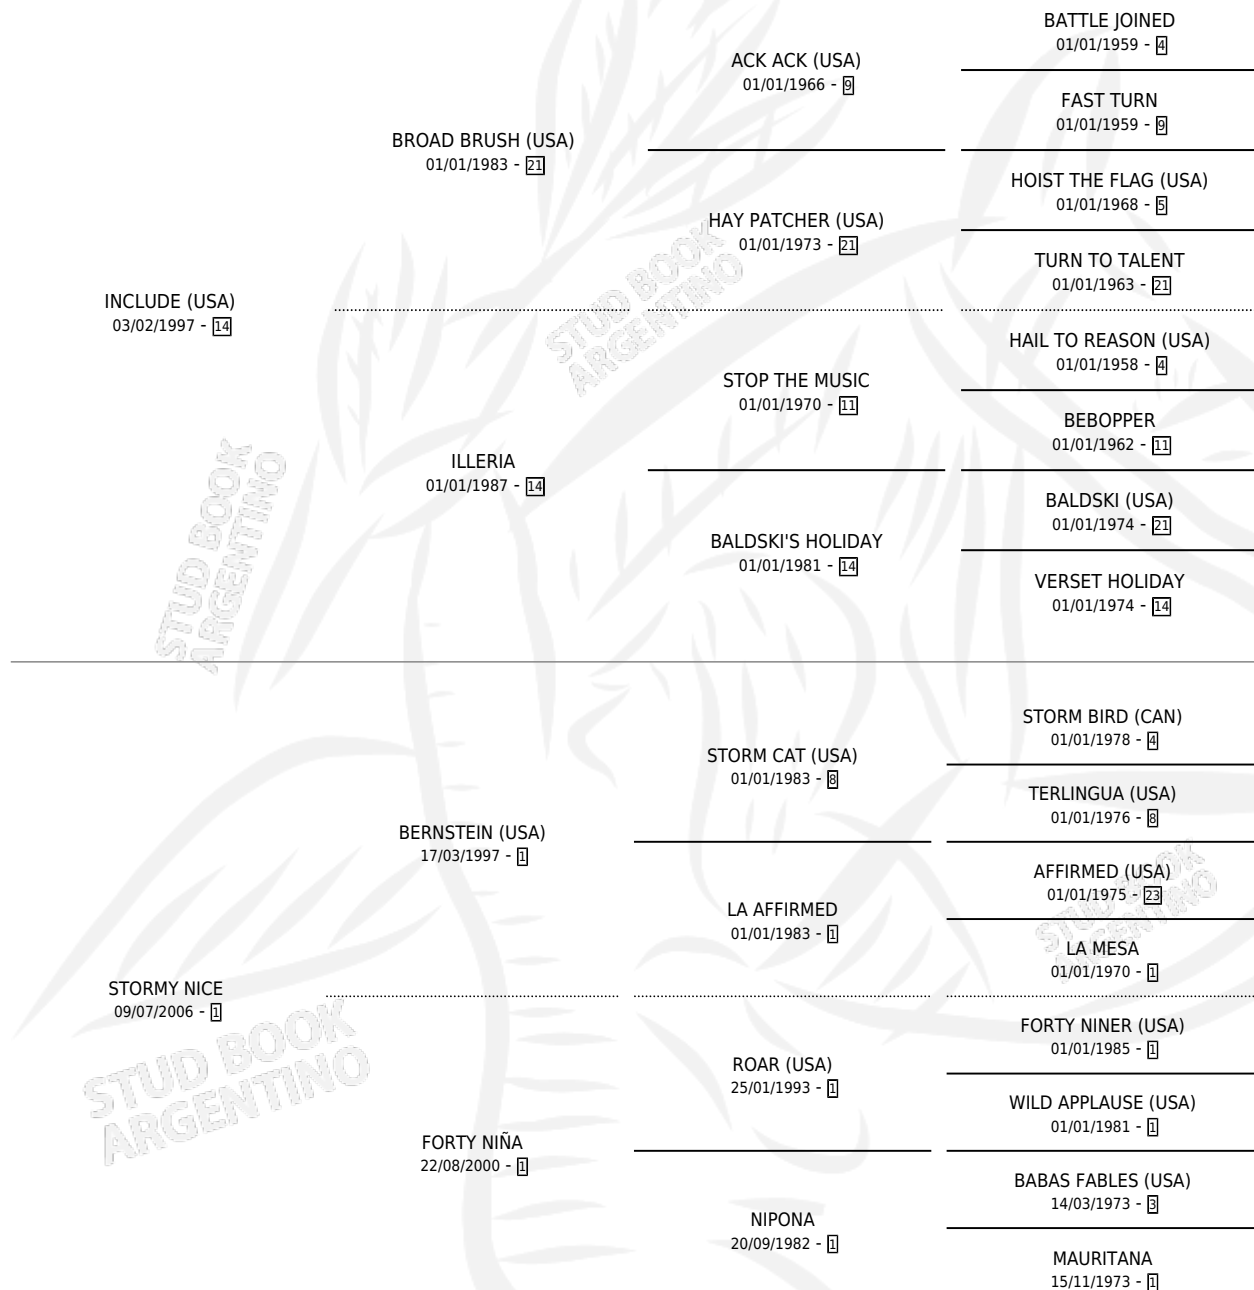 BATTLE JOINED
01/01/1959 - 4
ACK ACK (USA)
01/01/1966 - 9
FAST TURN
01/01/1959 - 9
BROAD BRUSH (USA)
01/01/1983 - 21
HOIST THE FLAG (USA)
01/01/1968 - 5
HAY PATCHER (USA)
01/01/1973 - 21
TURN TO TALENT
01/01/1963 - 21
INCLUDE (USA)
03/02/1997 - 14
HAIL TO REASON (USA)
01/01/1958 - 4
STOP THE MUSIC
01/01/1970 - 11
BEBOPPER
01/01/1962 - 11
ILLERIA
01/01/1987 - 14
BALDSKI (USA)
01/01/1974 - 21
BALDSKI'S HOLIDAY
01/01/1981 - 14
VERSET HOLIDAY
01/01/1974 - 14
STORM BIRD (CAN)
01/01/1978 - 4
STORM CAT (USA)
01/01/1983 - 8
TERLINGUA (USA)
01/01/1976 - 8
BERNSTEIN (USA)
17/03/1997 - 1
AFFIRMED (USA)
01/01/1975 - 23
LA AFFIRMED
01/01/1983 - 1
LA MESA
01/01/1970 - 1
STORMY NICE
09/07/2006 - 1
FORTY NINER (USA)
01/01/1985 - 1
ROAR (USA)
25/01/1993 - 1
WILD APPLAUSE (USA)
01/01/1981 - 1
FORTY NIÑA
22/08/2000 - 1
BABAS FABLES (USA)
14/03/1973 - 3
NIPONA
20/09/1982 - 1
MAURITANA
15/11/1973 - 1
STUD BOOK
ARGENTINO
STUD BOOK
ARGENTINO
STUD BOOK
ARGENTINO
STUD BOOK
ARGENTINO